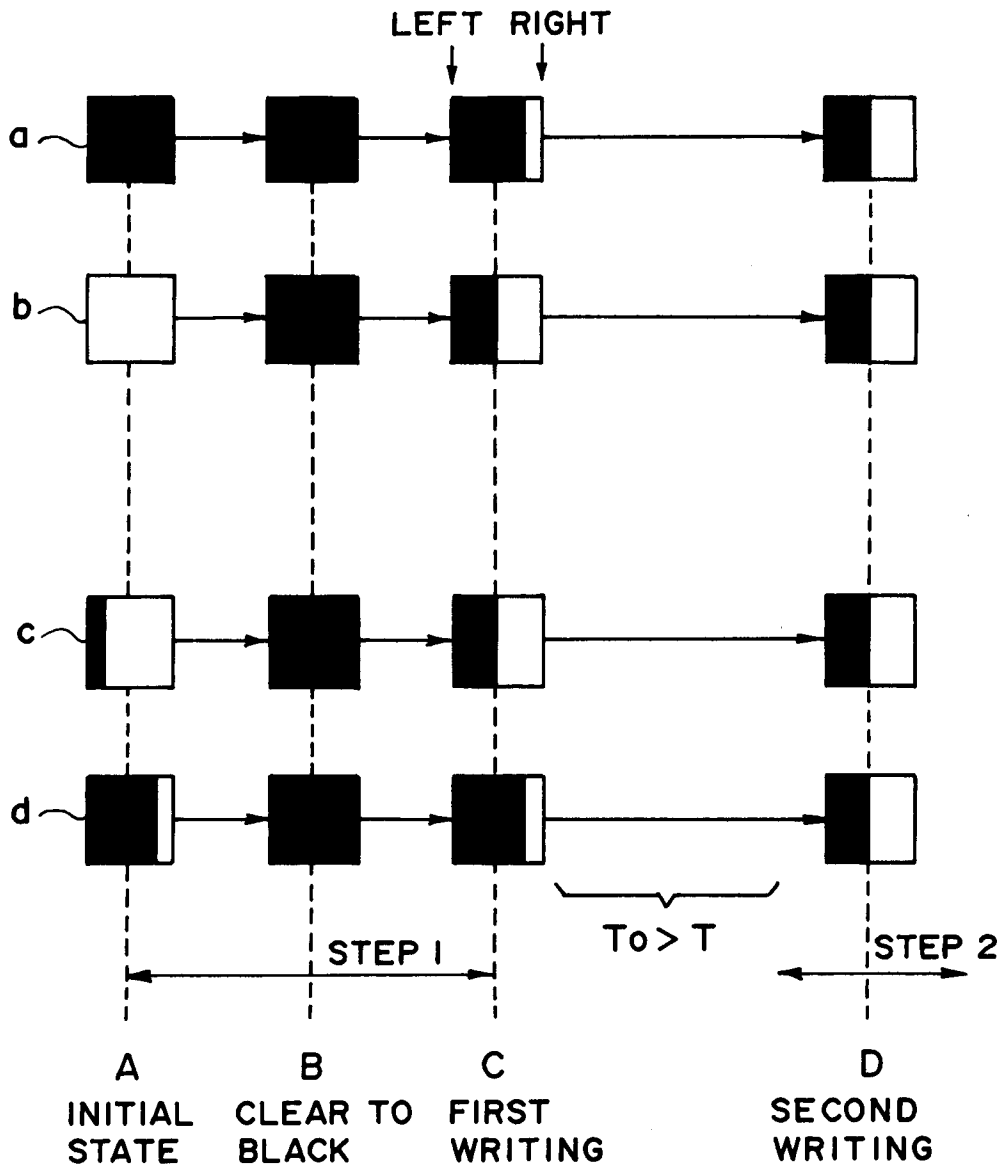 LEFT RIGHT
a
b
c
d
To > T
STEP 1
STEP 2
A B C D
INITIAL STATE
CLEAR TO BLACK
FIRST WRITING
SECOND WRITING